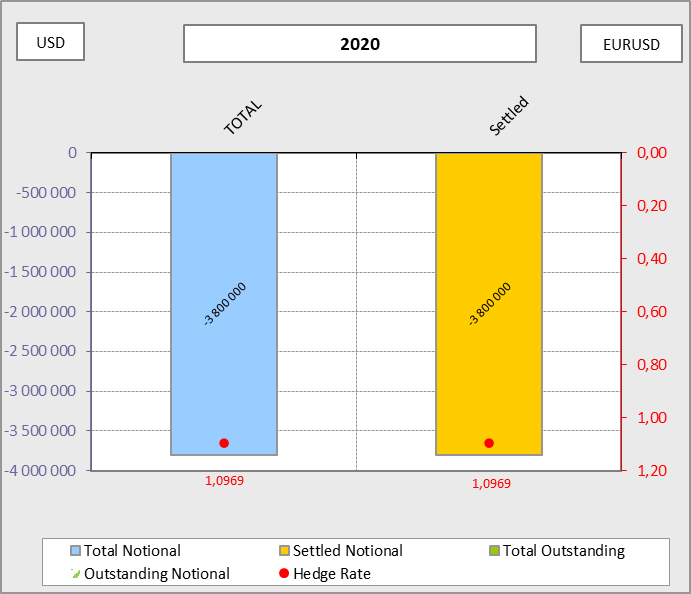 USD
2020
EURUSD
TOTAL
Settled
0
-500 000
-1 000 000
-1 500 000
-2 000 000
-2 500 000
-3 000 000
-3 500 000
-4 000 000
-3 800 000
-3 800 000
0,00
0,20
0,40
0,60
0,80
1,00
1,20
1,0969
1,0969
Total Notional
Settled Notional
Total Outstanding
Outstanding Notional
Hedge Rate